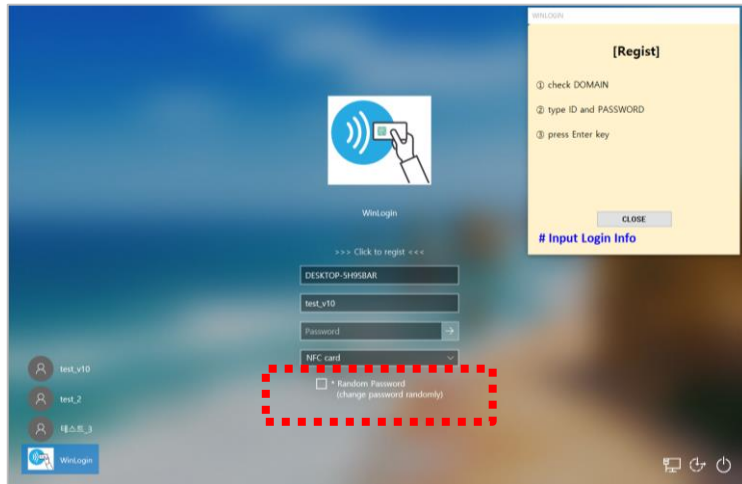 WINLOGIN
[Regist]
① check DOMAIN
② type ID and PASSWORD
③ press Enter key
CLOSE
# Input Login Info
WinLogin
>>> Click to regist <<<
DESKTOP-5H9SBAR
test_v10
Password
NFC card
* Random Password
(change password randomly)
test_v10
test_2
테스트_3
WinLogin